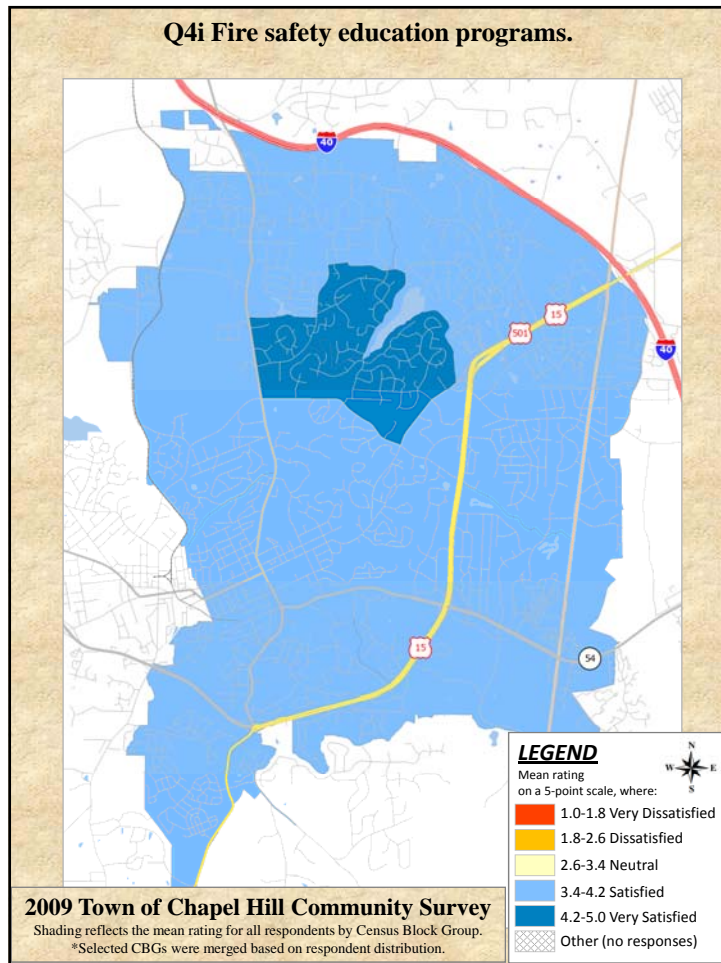 Q4i Fire safety education programs.
40
15
501
40
15
54
LEGEND
N
W E
S
Mean rating
on a 5-point scale, where:
1.0-1.8 Very Dissatisfied
1.8-2.6 Dissatisfied
2.6-3.4 Neutral
3.4-4.2 Satisfied
4.2-5.0 Very Satisfied
Other (no responses)
2009 Town of Chapel Hill Community Survey
Shading reflects the mean rating for all respondents by Census Block Group.
*Selected CBGs were merged based on respondent distribution.